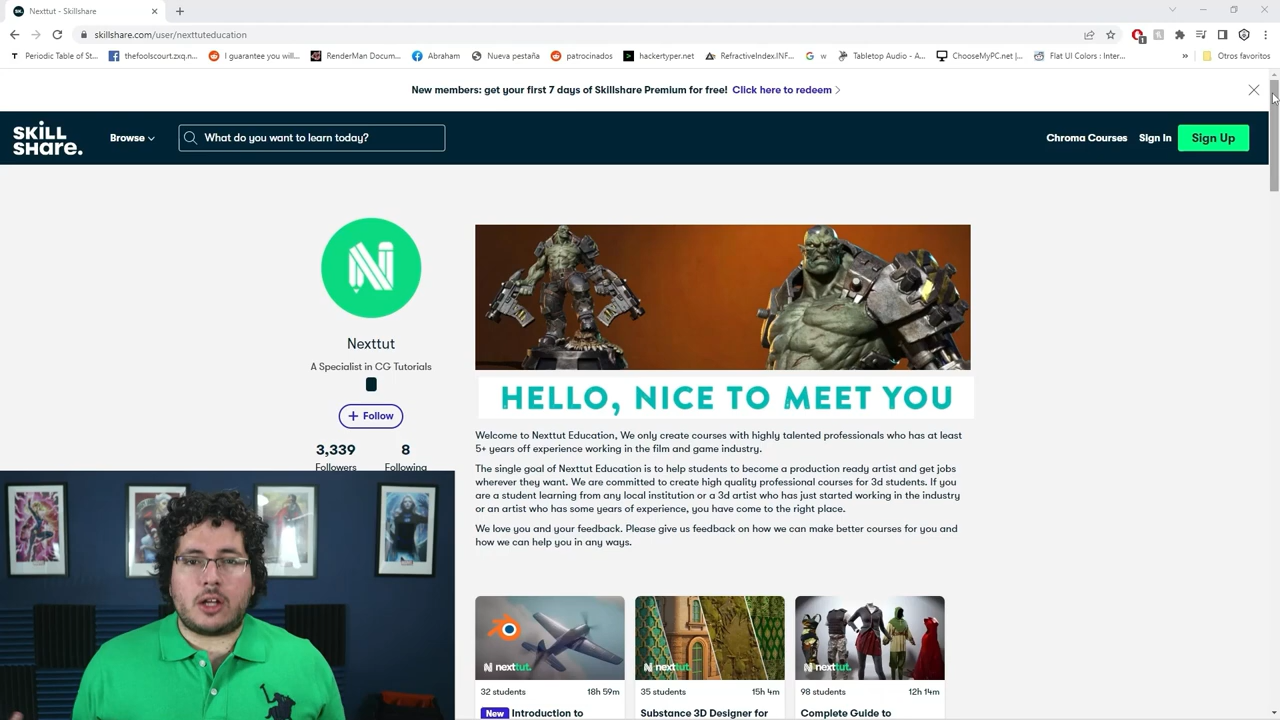 Nexttut - Skillshare
skillshare.com/user/nexttuteducation
Periodic Table of St...
thefoolscourt.zxq.n...
I guarantee you will...
RenderMan Docum...
Abraham
Nueva pestaña
patrocinados
hackertyper.net
RefractiveIndex.INF...
w
Tabletop Audio - A...
ChooseMyPC.net |...
Flat UI Colors : Inter...
»
Otros favoritos
New members: get your first 7 days of Skillshare Premium for free! Click here to redeem
SKILL
SHARE.
Browse
What do you want to learn today?
Chroma Courses
Sign In
Sign Up
N
Nexttut
A Specialist in CG Tutorials
+ Follow
3,339
8
Followers
Following
HELLO, NICE TO MEET YOU
Welcome to Nexttut Education, We only create courses with highly talented professionals who has at least
5+ years off experience working in the film and game industry.
The single goal of Nexttut Education is to help students to become a production ready artist and get jobs
wherever they want. We are committed to create high quality professional courses for 3d students. If you
are a student learning from any local institution or a 3d artist who has just started working in the industry
or an artist who has some years of experience, you have come to the right place.
We love you and your feedback. Please give us feedback on how we can make better courses for you and
how we can help you in any ways.
nexttut.
nexttut.
nexttut.
32 students
18h 59m
35 students
15h 4m
98 students
12h 14m
New Introduction to
Substance 3D Designer for
Complete Guide to